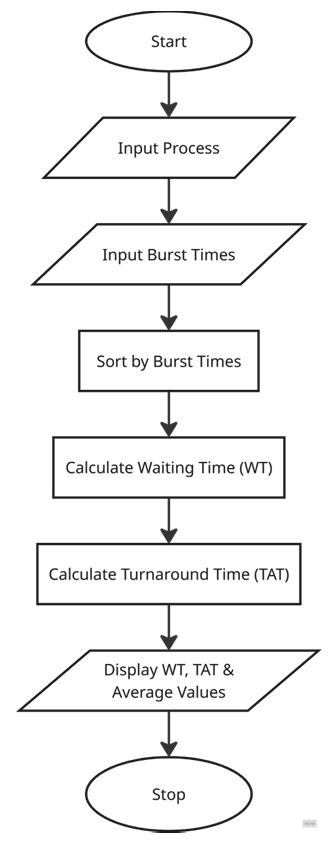 Start
Input Process
Input Burst Times
Sort by Burst Times
Calculate Waiting Time (WT)
Calculate Turnaround Time (TAT)
Display WT, TAT &
Average Values
Stop